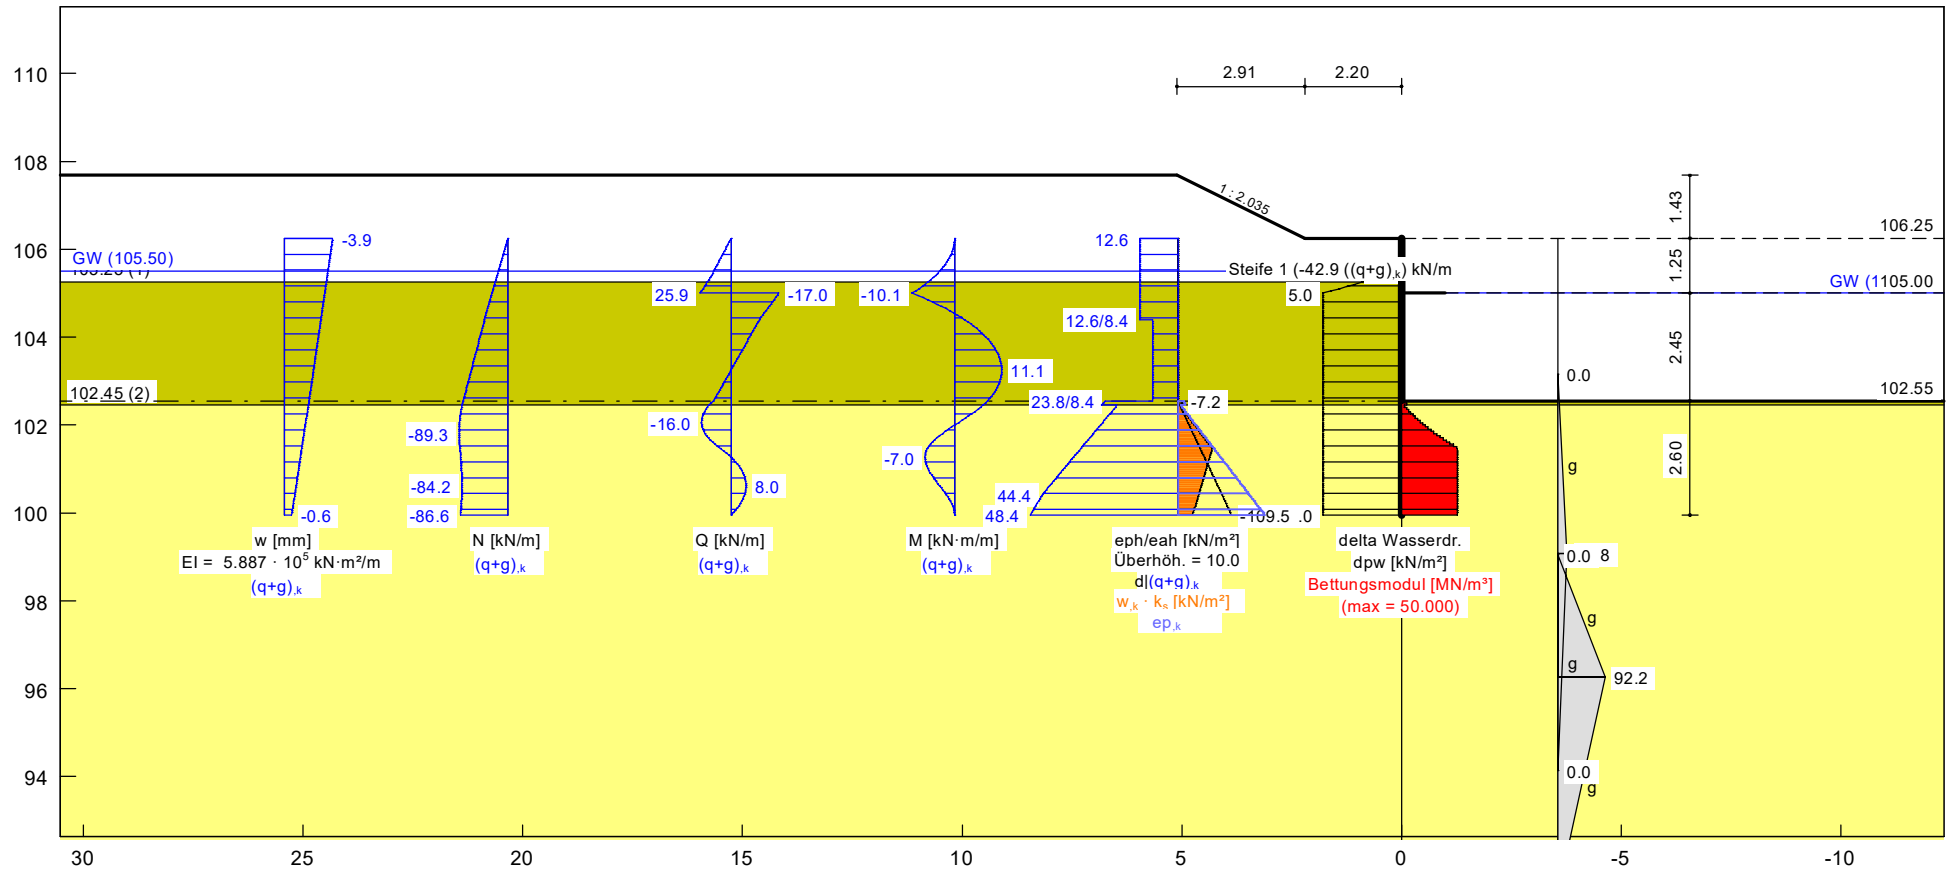 110
108
106
104
102
100
98
96
94
30
25
20
15
10
5
0
-5
-10
2.91
2.20
1 : 2.035
1.43
1.25
2.45
2.60
106.25
GW (1105.00
102.55
GW (105.50)
102.45 (2)
Steife 1 (-42.9 ((q+g),k) kN/m
-3.9
-0.6
w [mm]
EI = 5.887 · 10⁵ kN·m²/m
(q+g),k
-89.3
-84.2
-86.6
N [kN/m]
(q+g),k
25.9
-17.0
-16.0
8.0
Q [kN/m]
(q+g),k
-10.1
11.1
-7.0
M [kN·m/m]
(q+g),k
12.6
12.6/8.4
23.8/8.4
-7.2
44.4
48.4
-109.5
eph/eah [kN/m²]
Überhöh. = 10.0
(q+g),k
w,k · ks [kN/m²]
ep,k
5.0
.0
delta Wasserdr.
dpw [kN/m²]
Bettungsmodul [MN/m³]
(max = 50.000)
0.0
g
0.0 8
g
g
92.2
0.0
g